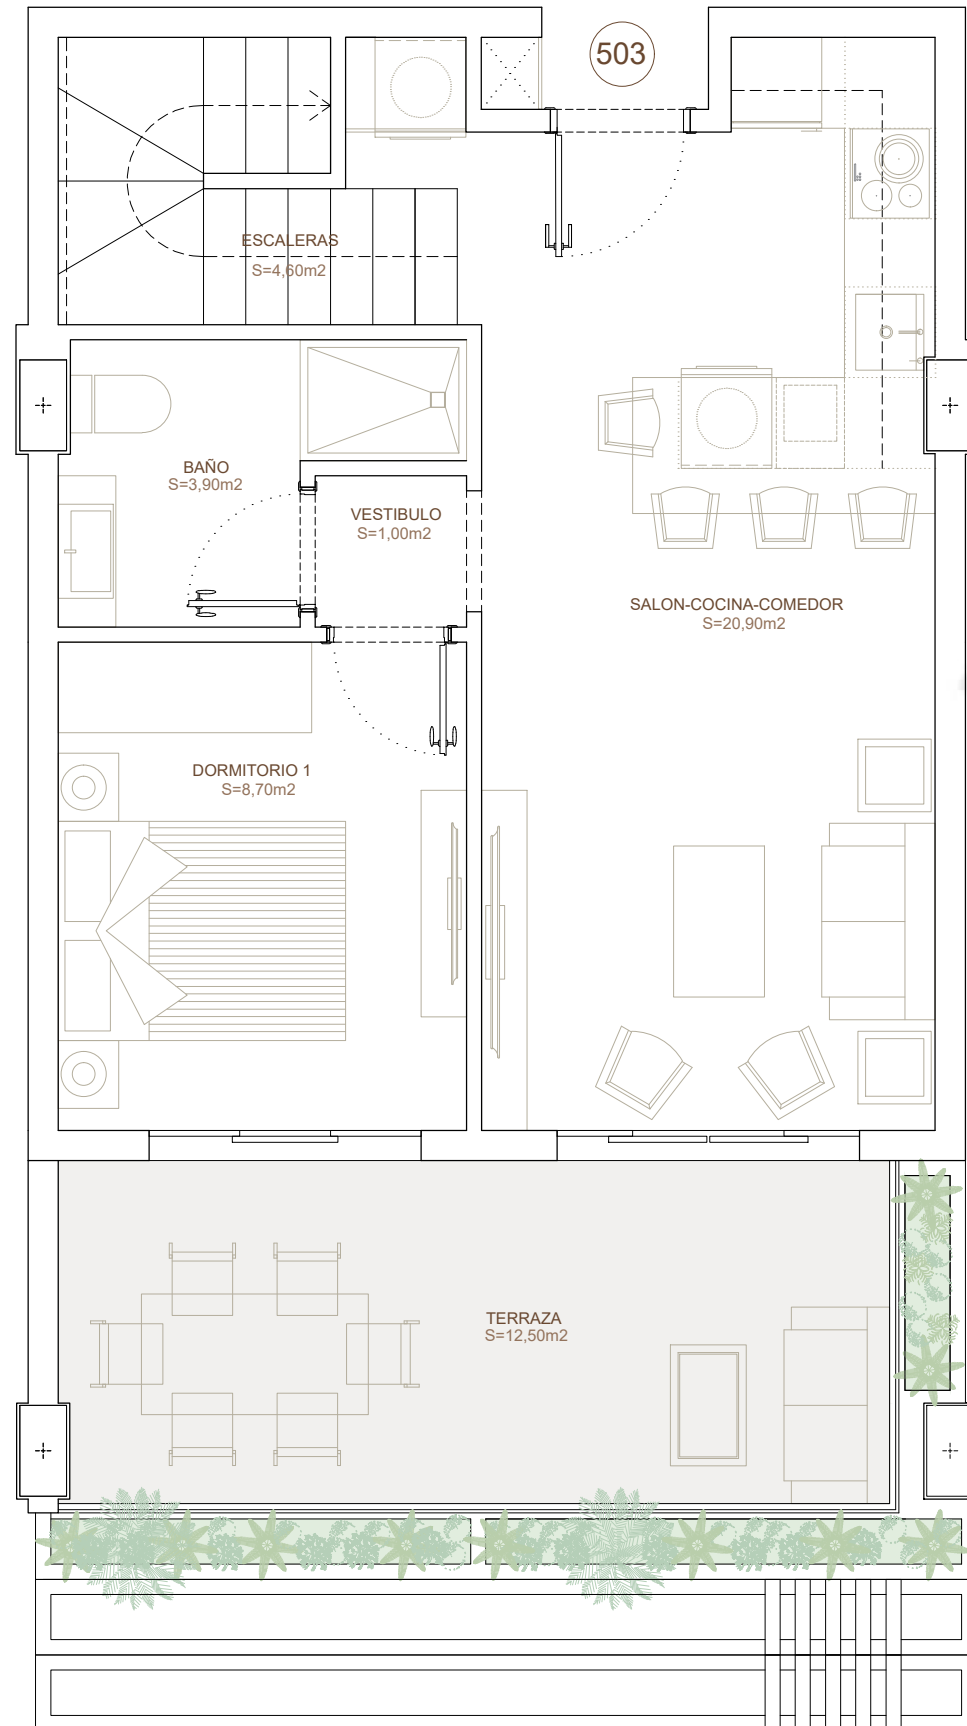 503
ESCALERAS
S=4,60m2
BAÑO
S=3,90m2
VESTIBULO
S=1,00m2
SALON-COCINA-COMEDOR
S=20,90m2
DORMITORIO 1
S=8,70m2
TERRAZA
S=12,50m2